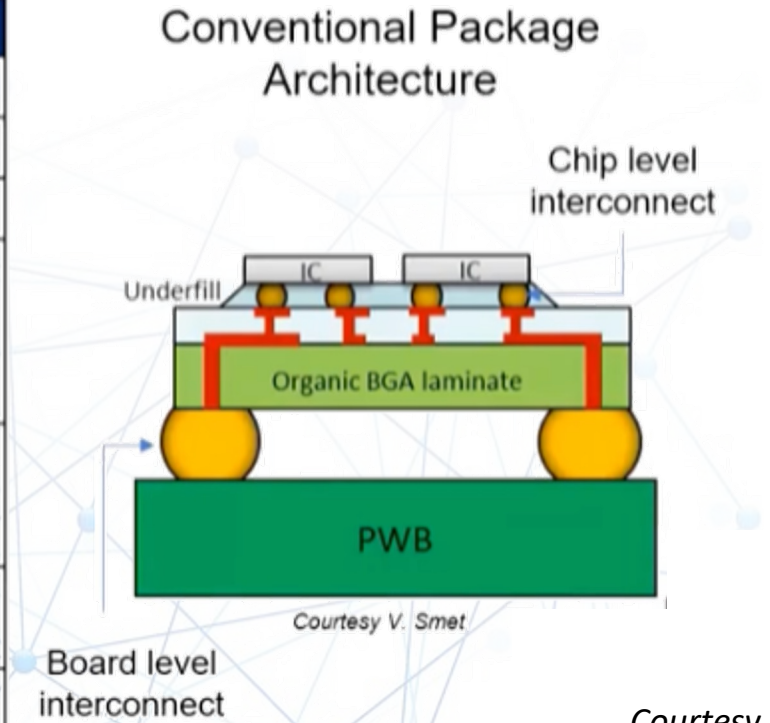 Conventional Package
Architecture
Chip level
interconnect
IC
IC
Underfill
Organic BGA laminate
PWB
Courtesy V. Smet
Board level
interconnect
Courtesy